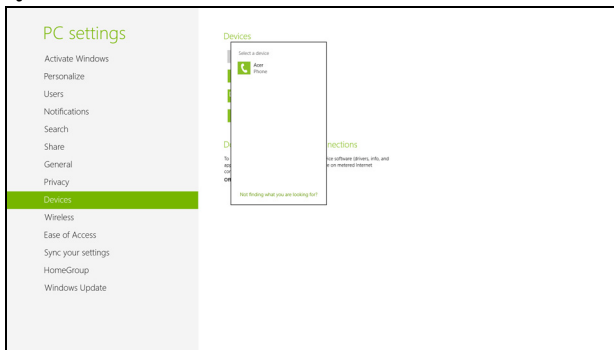 PC settings
Activate Windows
Personalize
Users
Notifications
Search
Share
General
Privacy
Devices
Wireless
Ease of Access
Sync your settings
HomeGroup
Windows Update
Devices
Select a device
Acer
Phone
D nections
To ice software (drivers, info, and
app e on metered Internet
con
Off
Not finding what you are looking for?